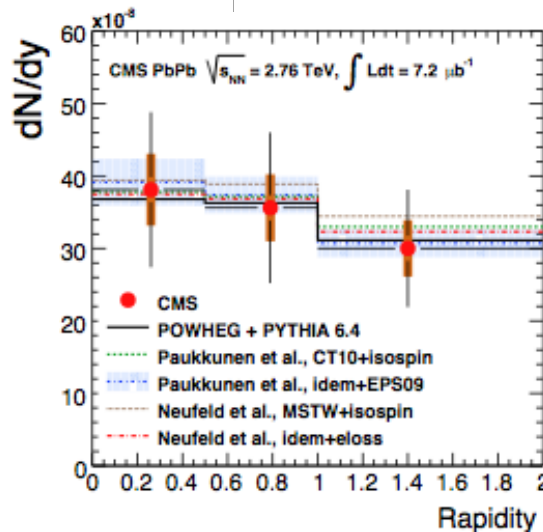 ×10⁻⁸
60
CMS PbPb √sNN = 2.76 TeV, ∫ Ldt = 7.2 μb⁻¹
50
dN/dy
40
30
CMS
20
POWHEG + PYTHIA 6.4
Paukkunen et al., CT10+isospin
Paukkunen et al., idem+EPS09
10
Neufeld et al., MSTW+isospin
Neufeld et al., idem+eloss
0
0 0.2 0.4 0.6 0.8 1 1.2 1.4 1.6 1.8 2
Rapidity